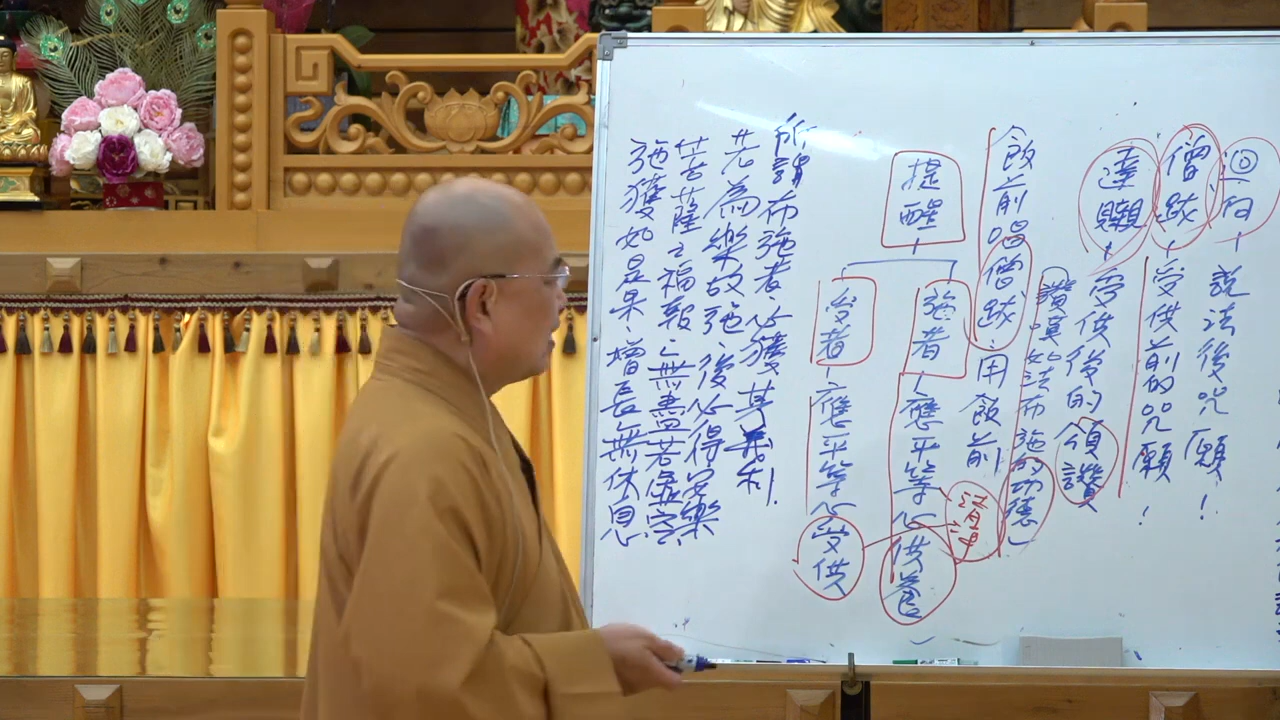 迴向—說法後咒願！
僧跋—受供前的咒願！
達嚫—受供後的頌讚
(讚嘆如法布施的功德)
飯前唱僧跋：用飯前
提醒
施者—應平等心供養
受者—應平等心受供
清淨
所謂布施者，必獲其義利，
若為樂故施，後必得安樂
菩薩之福報，無盡若虛空，
施獲如是果，增長無休息